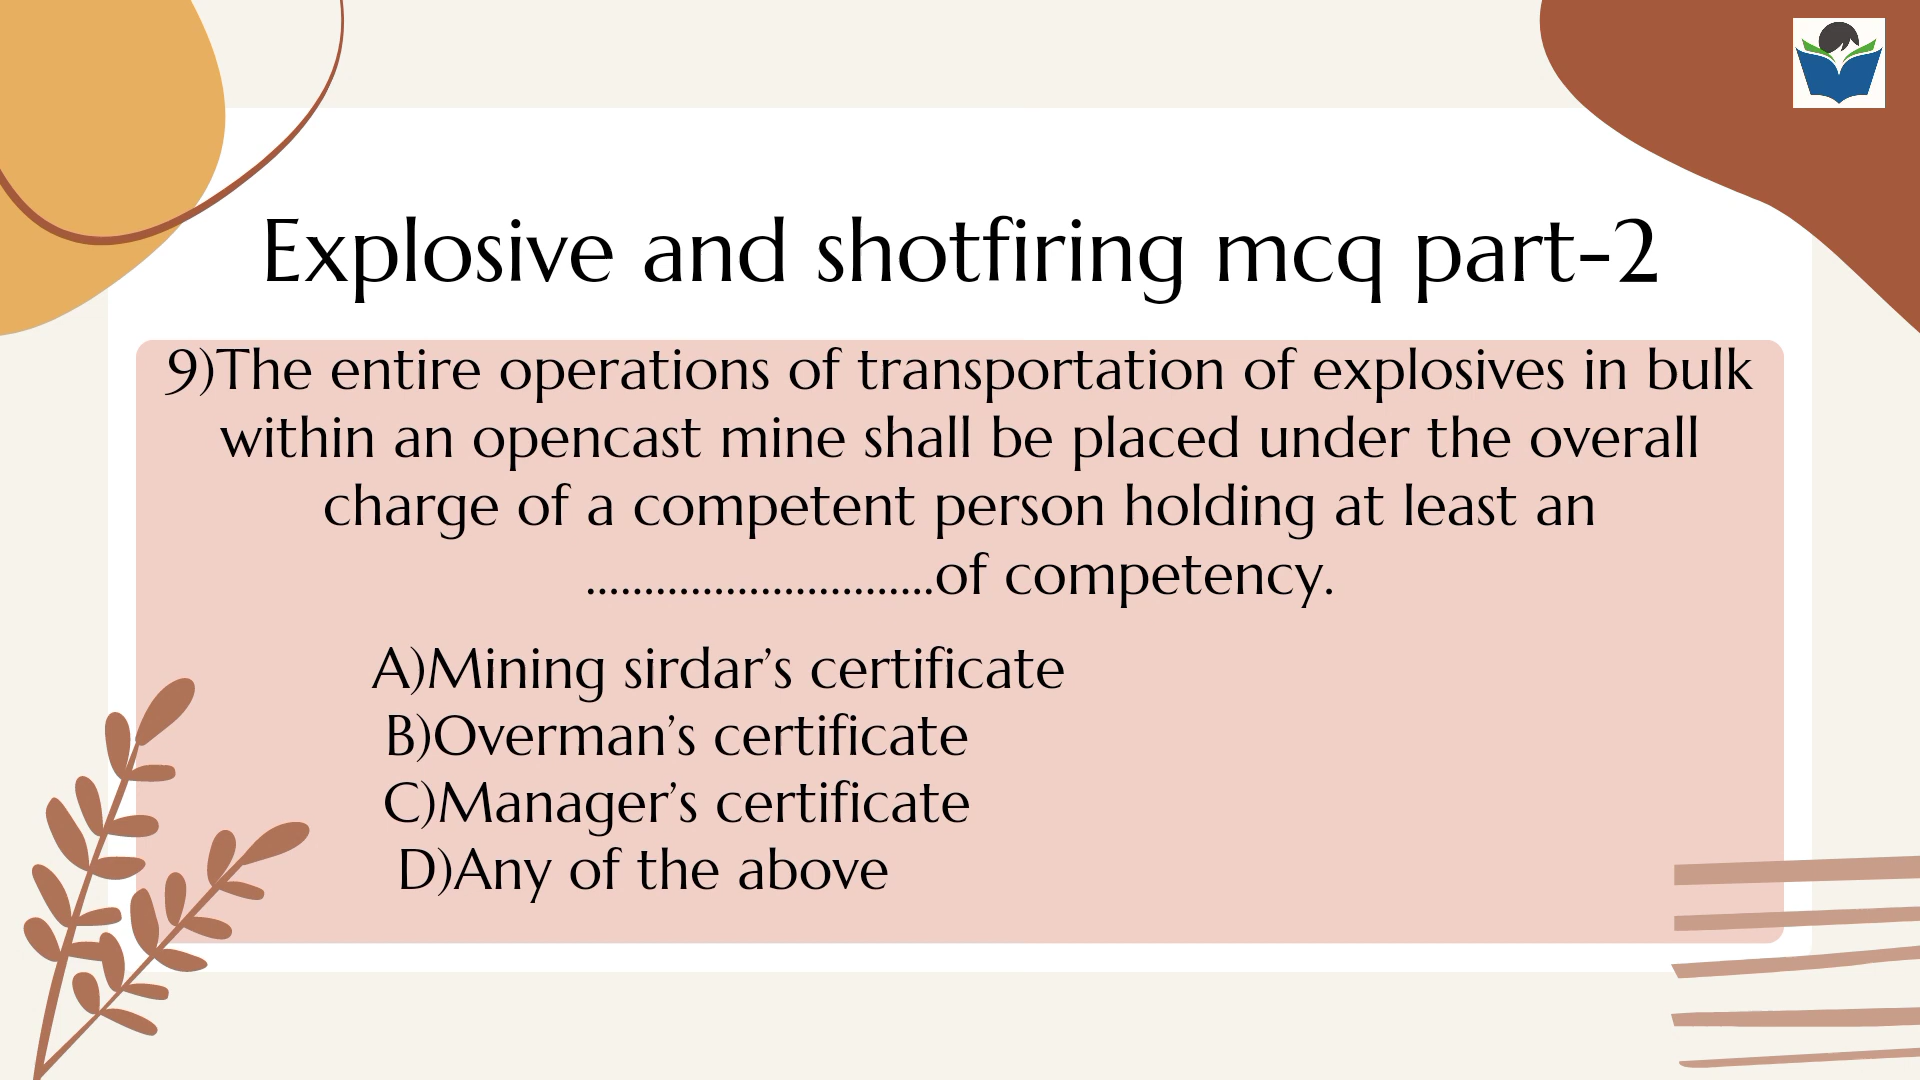 Explosive and shotfiring mcq part-2
9)The entire operations of transportation of explosives in bulk
within an opencast mine shall be placed under the overall
charge of a competent person holding at least an
..............................of competency.
A)Mining sirdar’s certificate
B)Overman’s certificate
C)Manager’s certificate
D)Any of the above